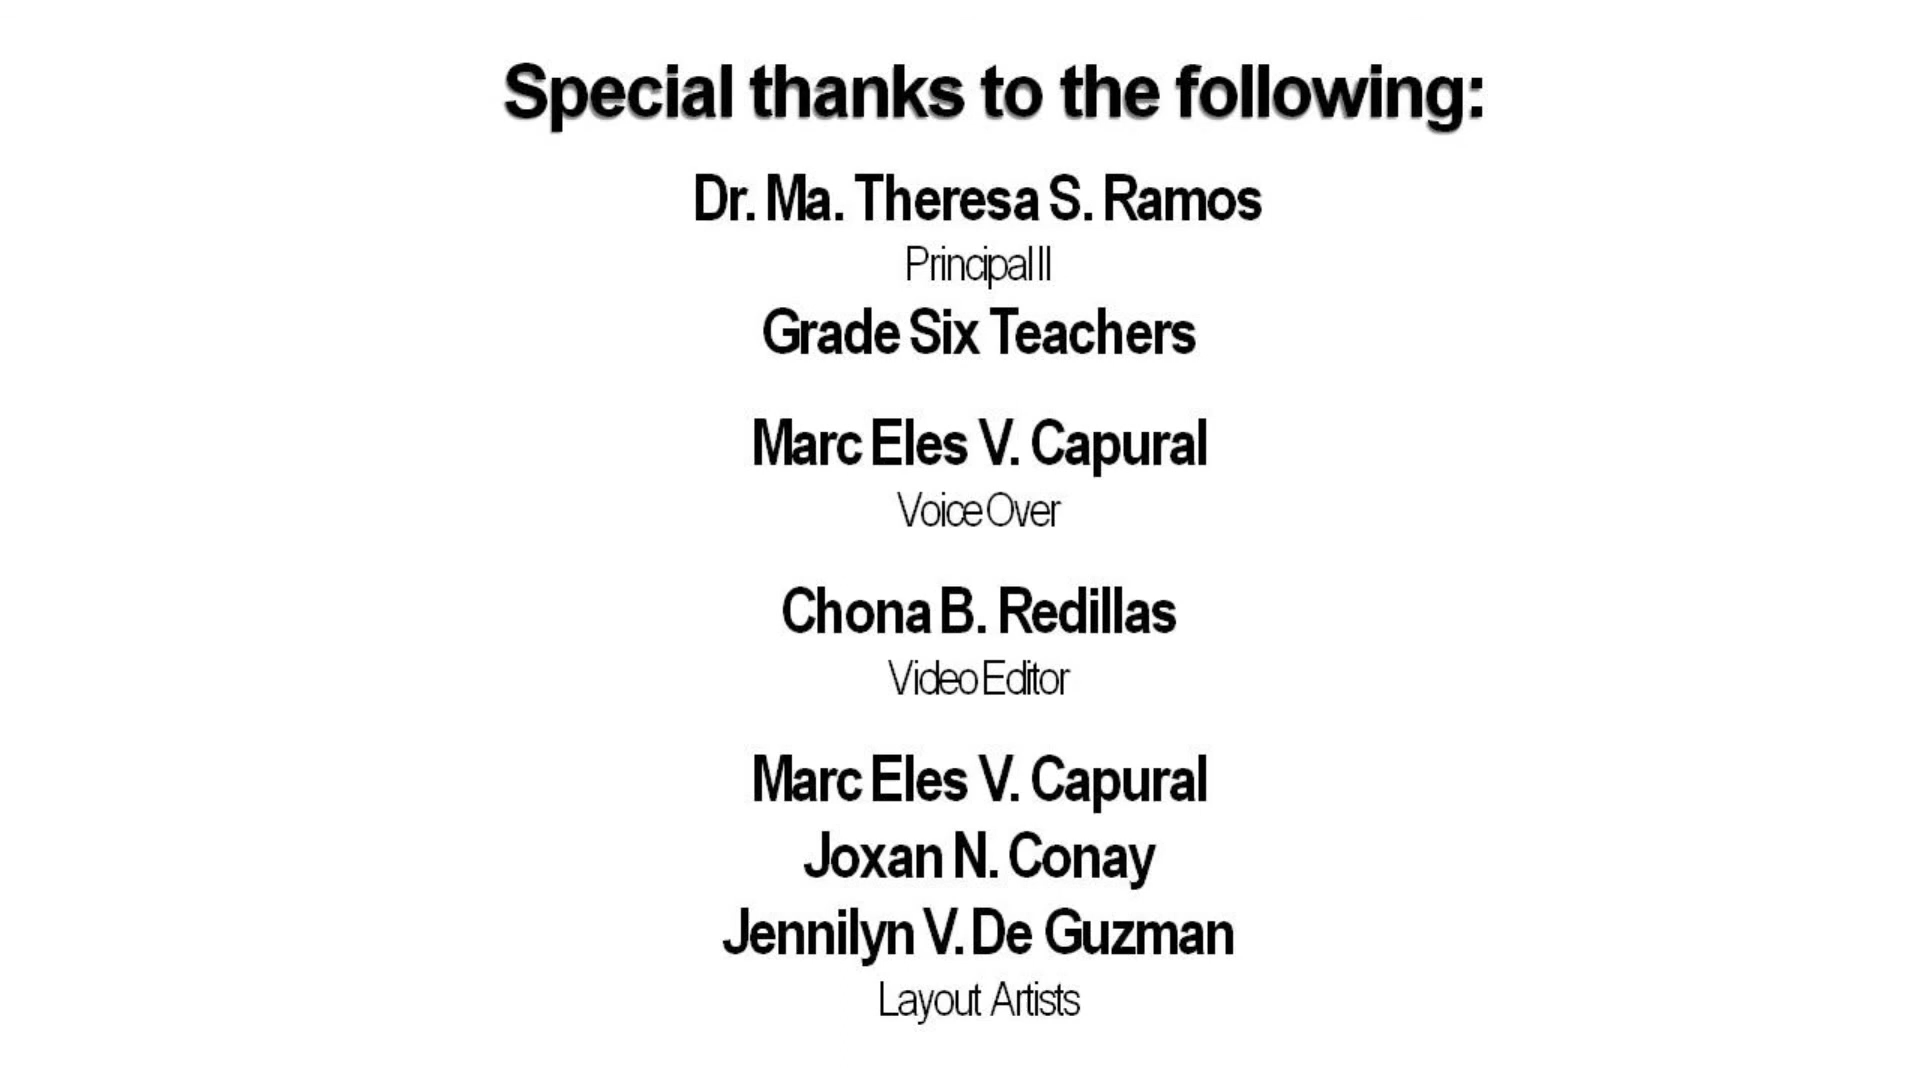 Special thanks to the following:
Dr. Ma. Theresa S. Ramos
Principal II
Grade Six Teachers
Marc Eles V. Capural
Voice Over
Chona B. Redillas
Video Editor
Marc Eles V. Capural
Joxan N. Conay
Jennilyn V. De Guzman
Layout Artists